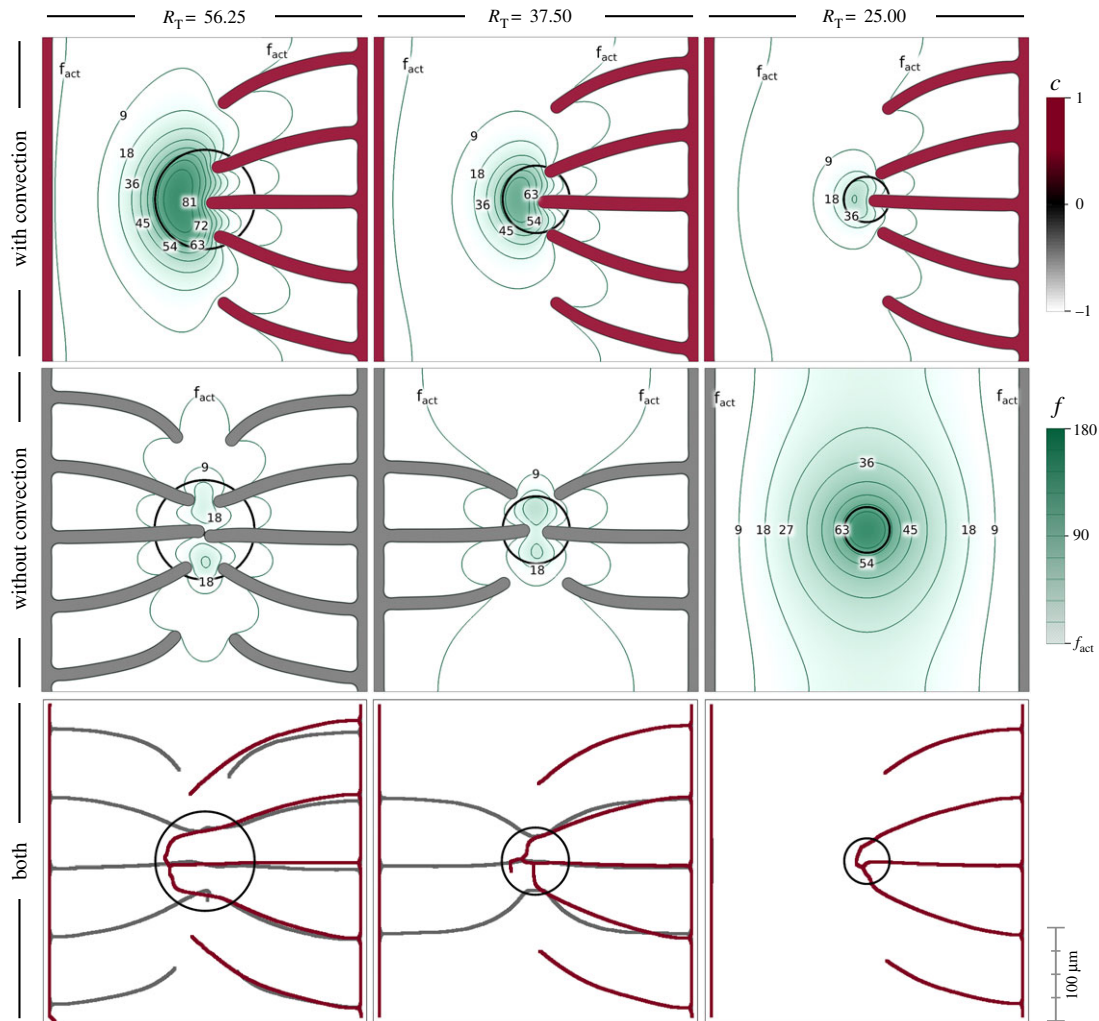 R_T = 56.25 R_T = 37.50 R_T = 25.00
with convection
f_act f_act 9 18 36 45 54 63 72 81
f_act f_act 9 18 36 45 54 63
f_act f_act 9 18 36
c
1
0
–1
without convection
f_act 9 18 18
f_act f_act 9 18
f_act f_act 36 9 18 27 63 45 18 9 54
f
180
90
f_act
both
100 µm